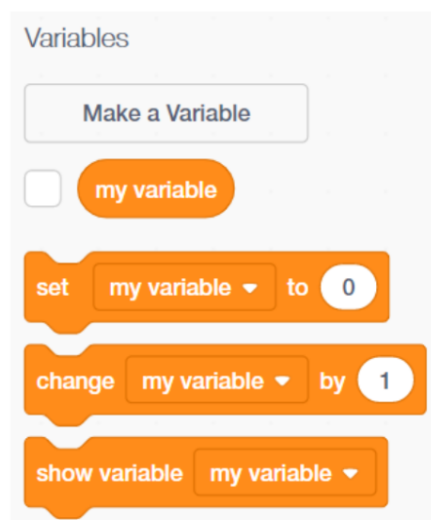 Variables
Make a Variable
my variable
set my variable to 0
change my variable by 1
show variable my variable